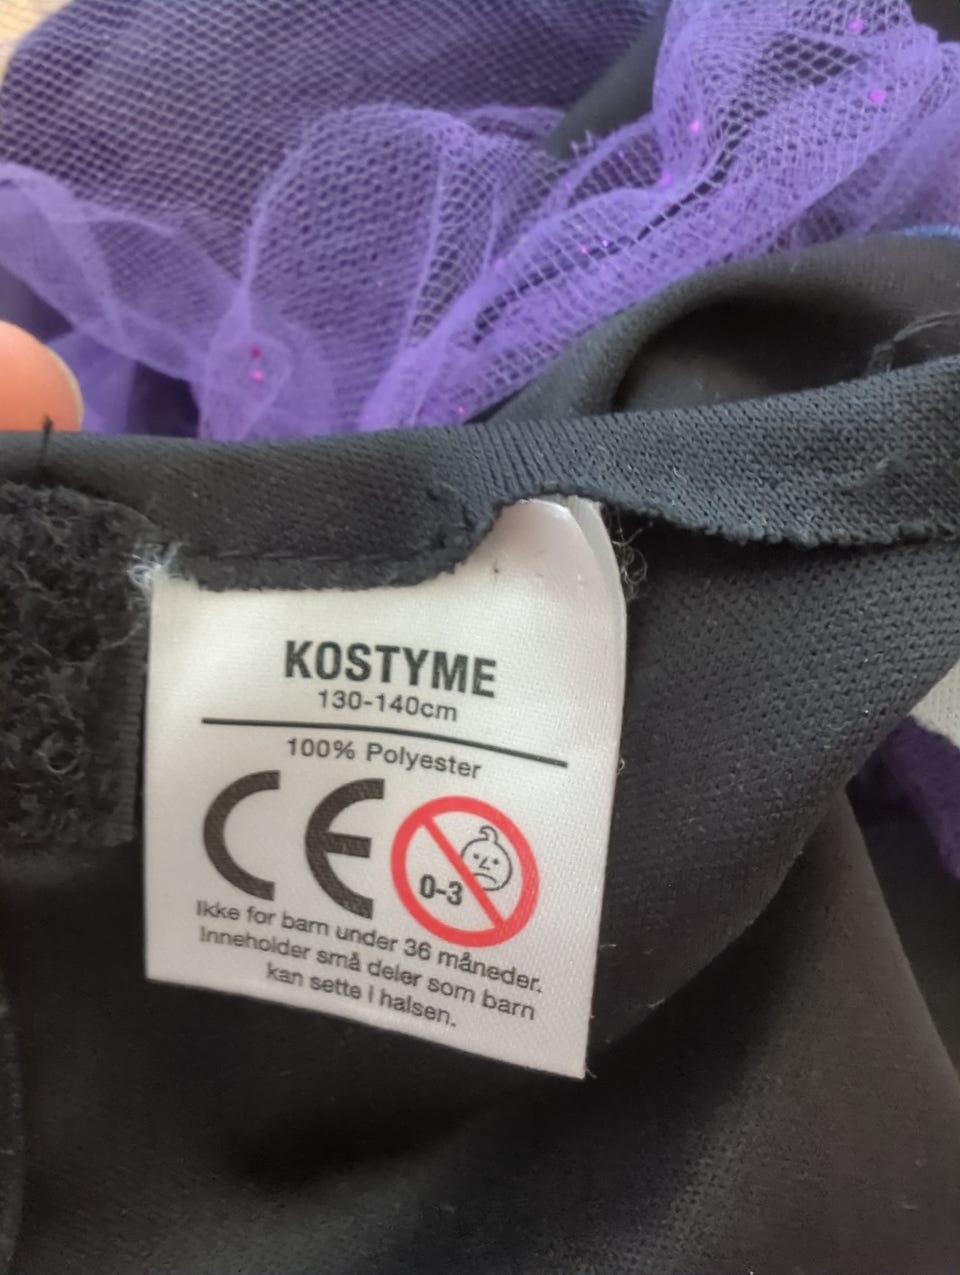 KOSTYME
130-140cm
100% Polyester
CE
0-3
Ikke for barn under 36 måneder.
Inneholder små deler som barn
kan sette i halsen.